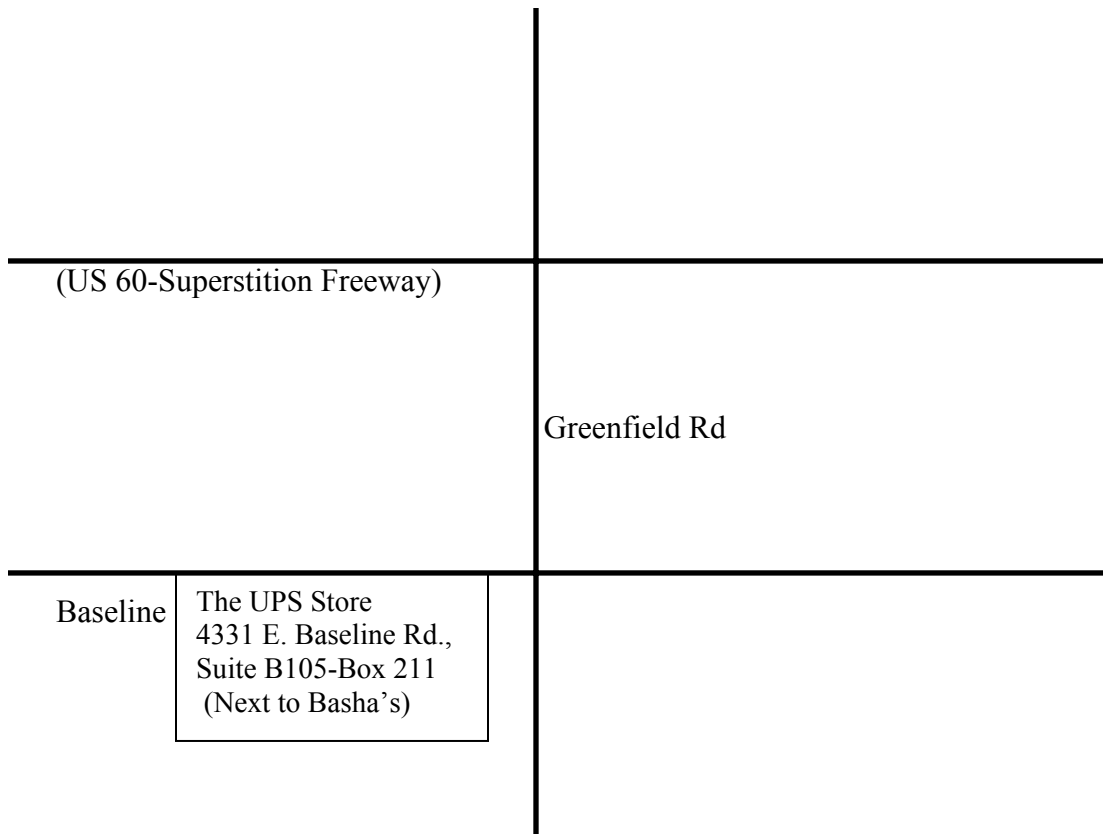 (US 60-Superstition Freeway)
Greenfield Rd
Baseline
The UPS Store
4331 E. Baseline Rd.,
Suite B105-Box 211
(Next to Basha’s)